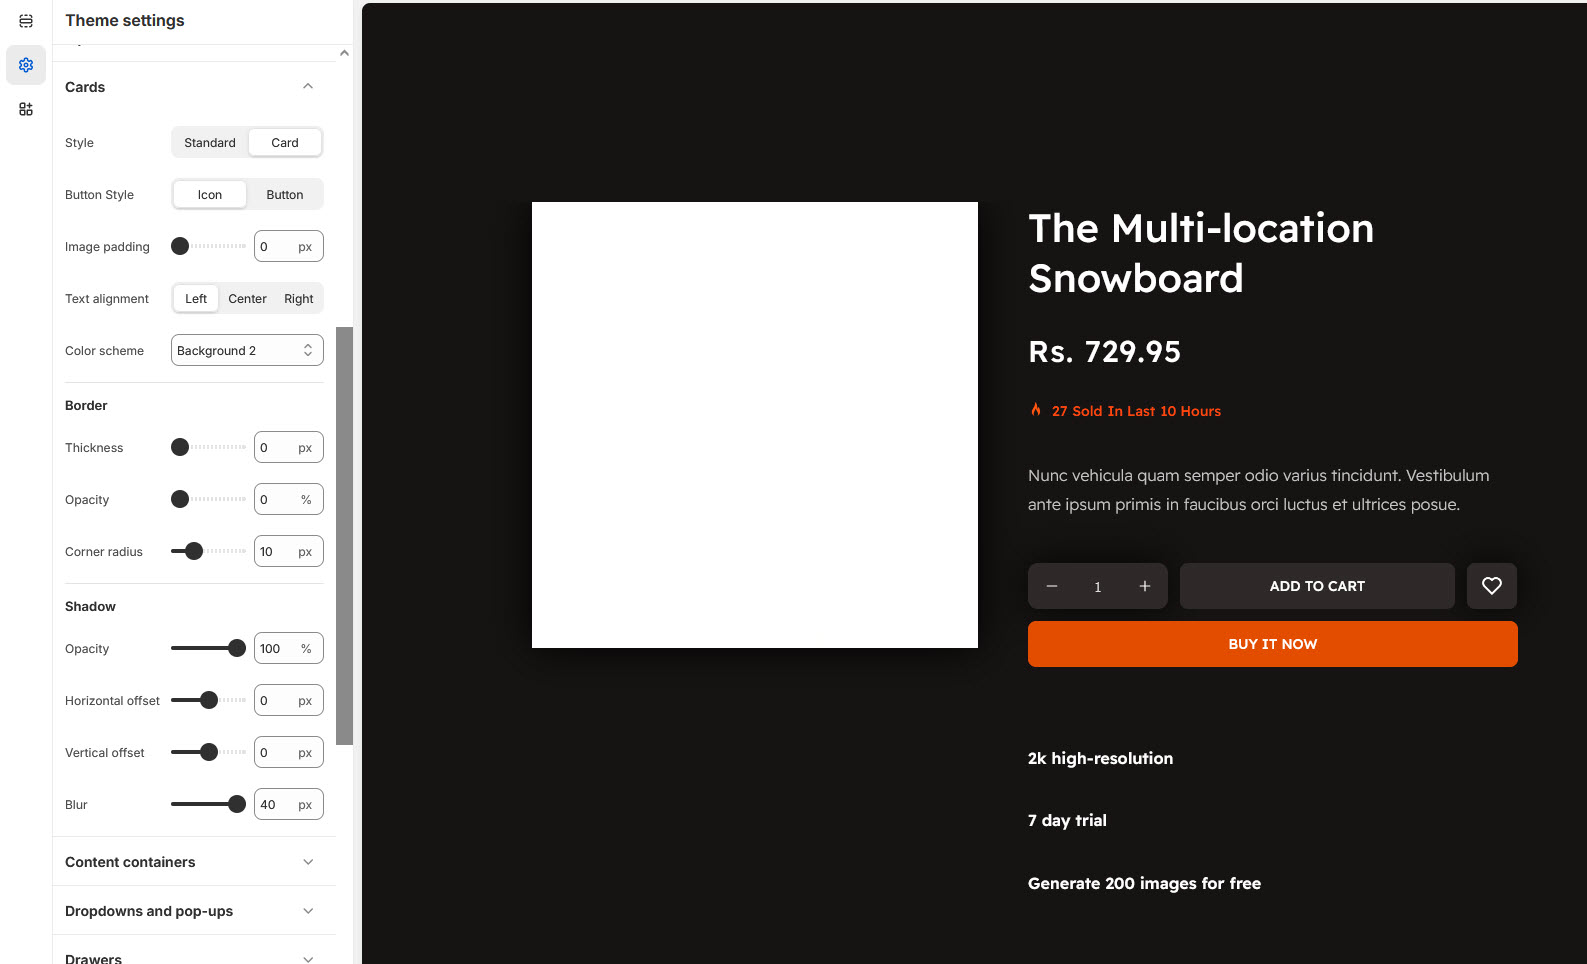 Theme settings
Cards
Style
Standard
Card
Button Style
Icon
Button
Image padding
0 px
Text alignment
Left
Center
Right
Color scheme
Background 2
Border
Thickness
0 px
Opacity
0 %
Corner radius
10 px
Shadow
Opacity
100 %
Horizontal offset
0 px
Vertical offset
0 px
Blur
40 px
Content containers
Dropdowns and pop-ups
Drawers
The Multi-location
Snowboard
Rs. 729.95
27 Sold In Last 10 Hours
Nunc vehicula quam semper odio varius tincidunt. Vestibulum
ante ipsum primis in faucibus orci luctus et ultrices posue.
− 1 +
ADD TO CART
BUY IT NOW
2k high-resolution
7 day trial
Generate 200 images for free